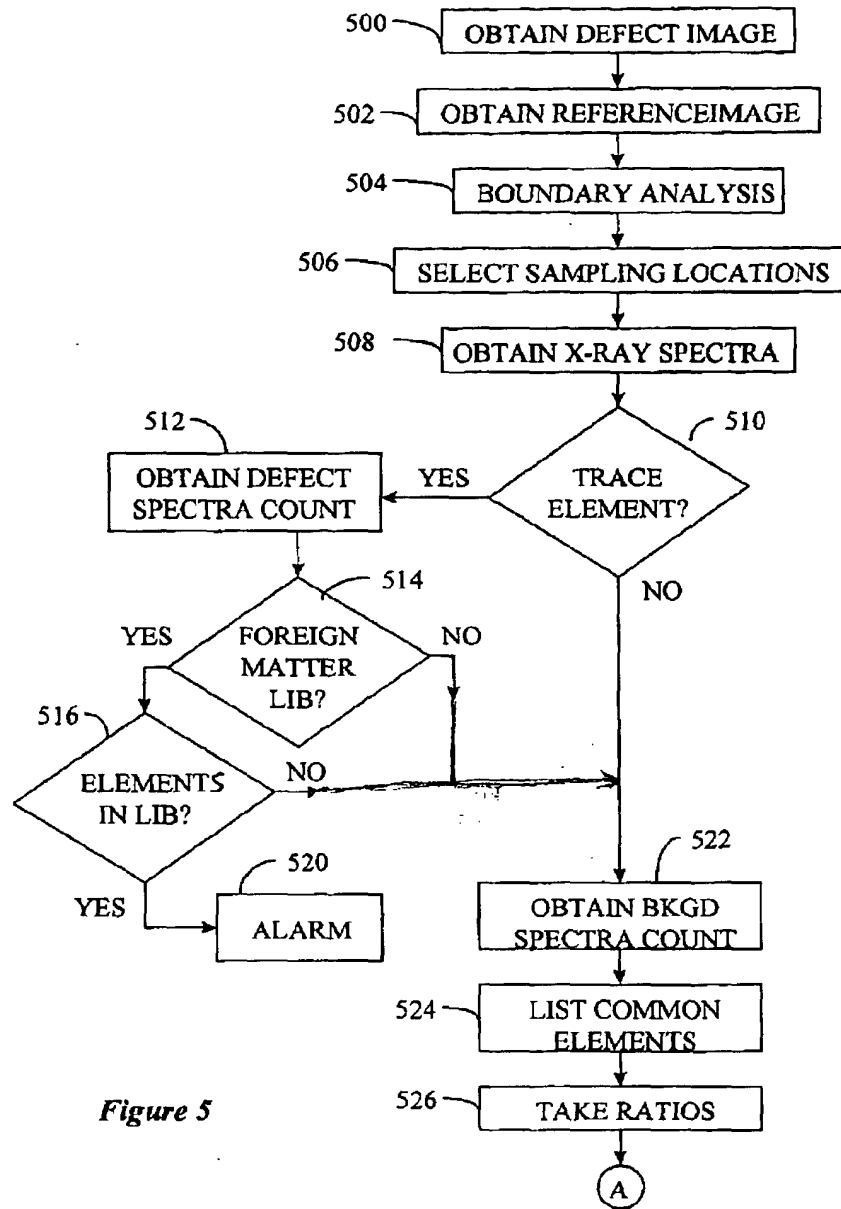 500
OBTAIN DEFECT IMAGE
502
OBTAIN REFERENCEIMAGE
504
BOUNDARY ANALYSIS
506
SELECT SAMPLING LOCATIONS
508
OBTAIN X-RAY SPECTRA
510
TRACE
ELEMENT?
YES
NO
512
OBTAIN DEFECT
SPECTRA COUNT
514
FOREIGN
MATTER
LIB?
YES
NO
516
ELEMENTS
IN LIB?
NO
YES
520
ALARM
522
OBTAIN BKGD
SPECTRA COUNT
524
LIST COMMON
ELEMENTS
526
TAKE RATIOS
A
Figure 5